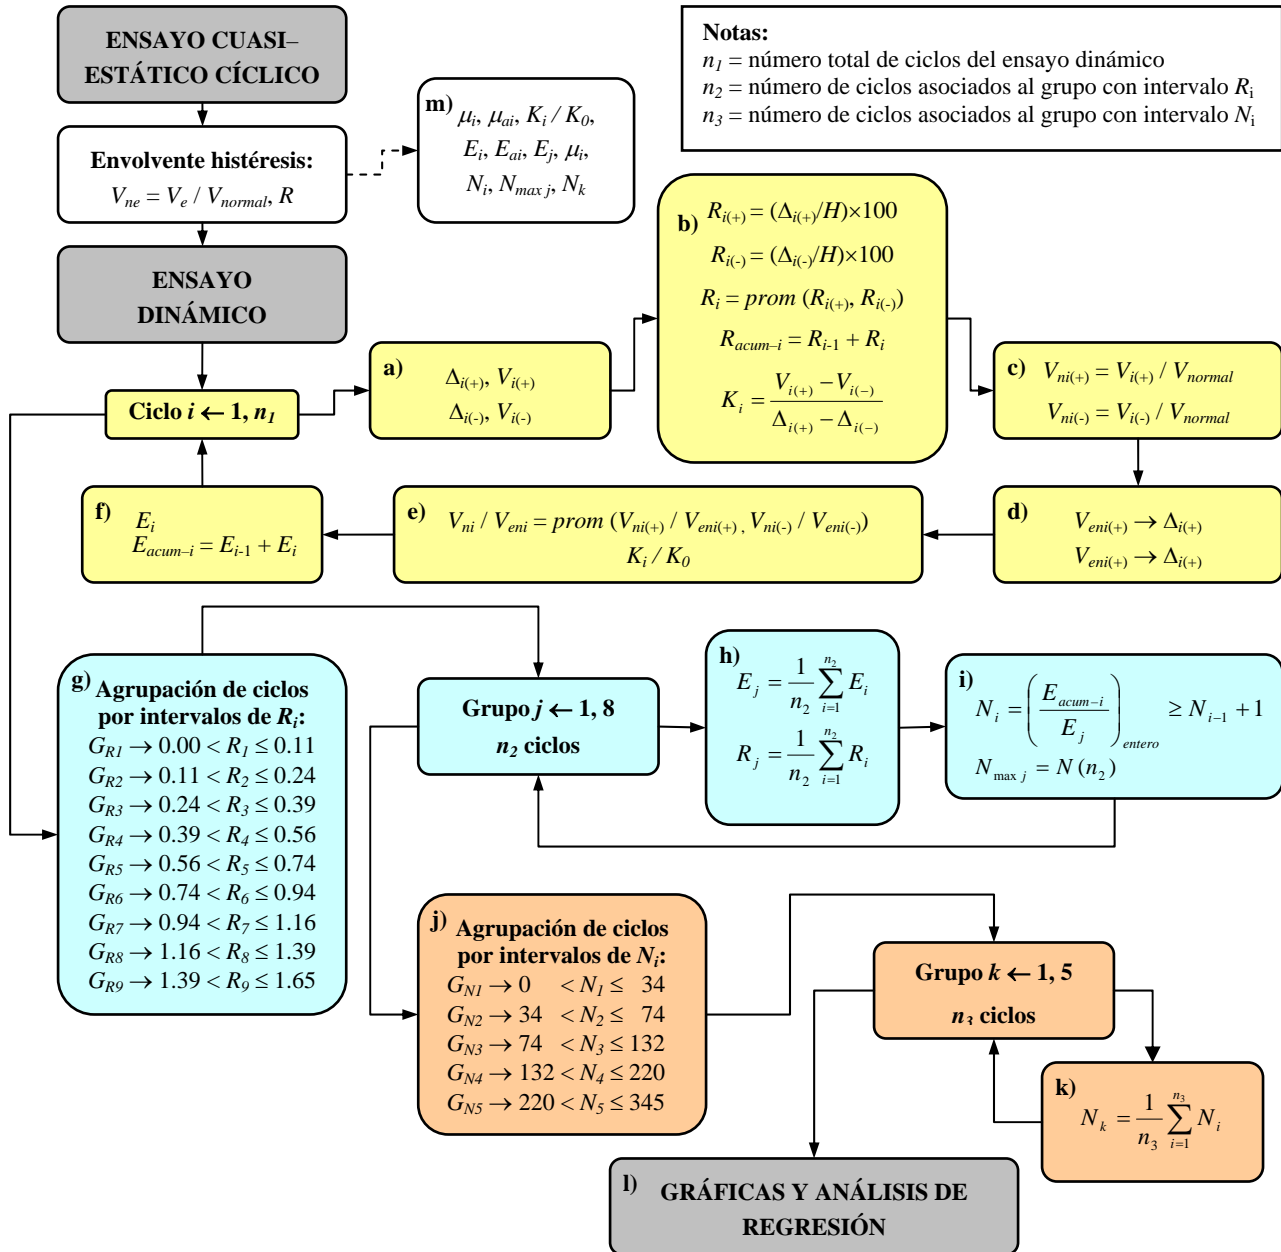 ENSAYO CUASI–
ESTÁTICO CÍCLICO
Notas:
n1 = número total de ciclos del ensayo dinámico
n2 = número de ciclos asociados al grupo con intervalo Ri
n3 = número de ciclos asociados al grupo con intervalo Ni
Envolvente histéresis:
Vne = Ve / Vnormal, R
m)
μi, μai, Ki / K0,
Ei, Eai, Ej, μi,
Ni, Nmax j, Nk
ENSAYO
DINÁMICO
Ciclo i ← 1, n1
a)
Δi(+), Vi(+)
Δi(-), Vi(-)
b)
Ri(+) = (Δi(+)/H)×100
Ri(-) = (Δi(-)/H)×100
Ri = prom (Ri(+), Ri(-))
Racum–i = Ri-1 + Ri
Ki = (Vi(+) − Vi(−)) / (Δi(+) − Δi(−))
c)
Vni(+) = Vi(+) / Vnormal
Vni(-) = Vi(-) / Vnormal
d)
Veni(+) → Δi(+)
Veni(+) → Δi(+)
e)
Vni / Veni = prom (Vni(+) / Veni(+) , Vni(-) / Veni(-))
Ki / K0
f)
Ei
Eacum–i = Ei-1 + Ei
g)
Agrupación de ciclos
por intervalos de Ri:
GR1 → 0.00 < R1 ≤ 0.11
GR2 → 0.11 < R2 ≤ 0.24
GR3 → 0.24 < R3 ≤ 0.39
GR4 → 0.39 < R4 ≤ 0.56
GR5 → 0.56 < R5 ≤ 0.74
GR6 → 0.74 < R6 ≤ 0.94
GR7 → 0.94 < R7 ≤ 1.16
GR8 → 1.16 < R8 ≤ 1.39
GR9 → 1.39 < R9 ≤ 1.65
Grupo j ← 1, 8
n2 ciclos
h)
Ej = 1/n2 ∑ i=1 n2 Ei
Rj = 1/n2 ∑ i=1 n2 Ri
i)
Ni = (Eacum−i / Ej)entero ≥ Ni−1 + 1
Nmax j = N (n2)
j)
Agrupación de ciclos
por intervalos de Ni:
GN1 → 0 < N1 ≤ 34
GN2 → 34 < N2 ≤ 74
GN3 → 74 < N3 ≤ 132
GN4 → 132 < N4 ≤ 220
GN5 → 220 < N5 ≤ 345
Grupo k ← 1, 5
n3 ciclos
k)
Nk = 1/n3 ∑ i=1 n3 Ni
l)
GRÁFICAS Y ANÁLISIS DE
REGRESIÓN